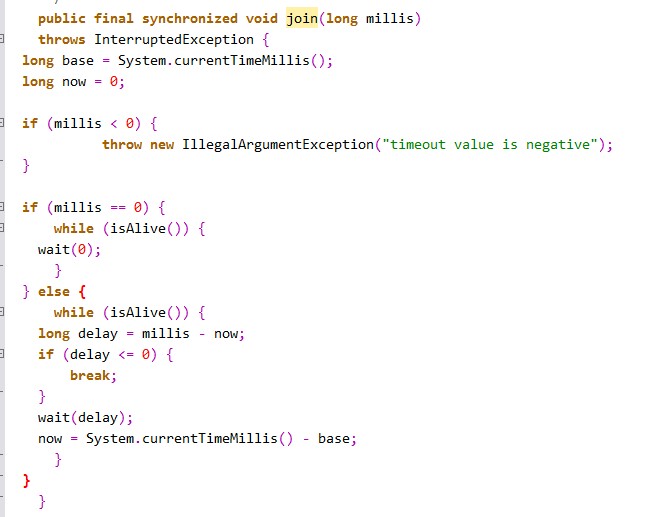 public final synchronized void join(long millis)
throws InterruptedException {
long base = System.currentTimeMillis();
long now = 0;
if (millis < 0) {
throw new IllegalArgumentException("timeout value is negative");
}
if (millis == 0) {
while (isAlive()) {
wait(0);
}
} else {
while (isAlive()) {
long delay = millis - now;
if (delay <= 0) {
break;
}
wait(delay);
now = System.currentTimeMillis() - base;
}
}
}